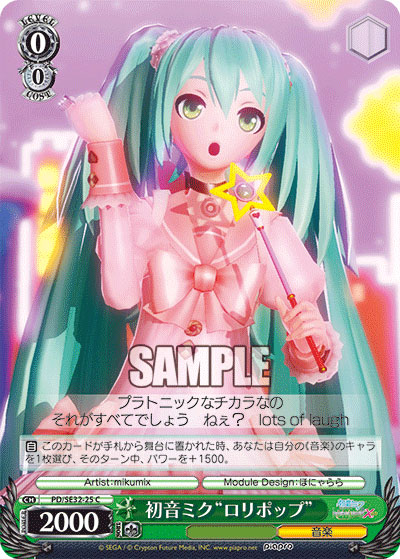 LEVEL
0
0
COST
SAMPLE
プラトニックなチカラなの
それがすべてでしょう　ねぇ？　lots of laugh
自 このカードが手札から舞台に置かれた時、あなたは自分の《音楽》のキャラ
を1枚選び、そのターン中、パワーを＋1500。
Artist:mikumix
Module Design:ほにゃらら
CH PD/SE32-25 C
2000
初音ミク“ロリポップ”
音楽
© SEGA / © Crypton Future Media, INC. www.piapro.net piapro